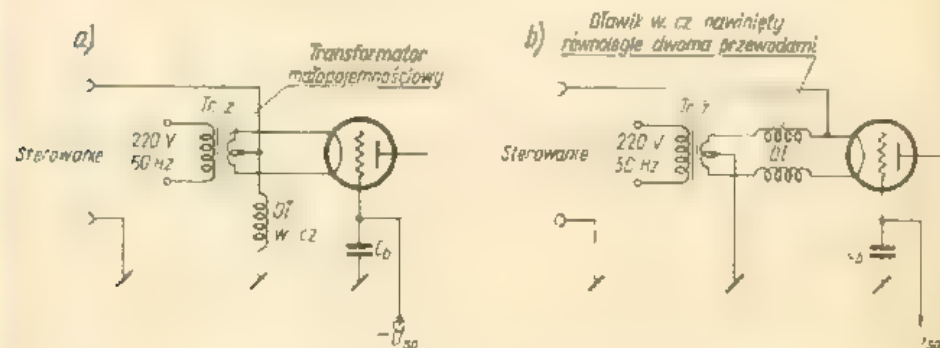 a)
Transformator
małopojemnościowy
Tr. ż
220 V
50 Hz
Sterowanie
Dł
w. cz
Cb
b)
Dławik w. cz nawinięty
równolegle dwoma przewodami
Tr. ż
220 V
50 Hz
Sterowanie
Dł